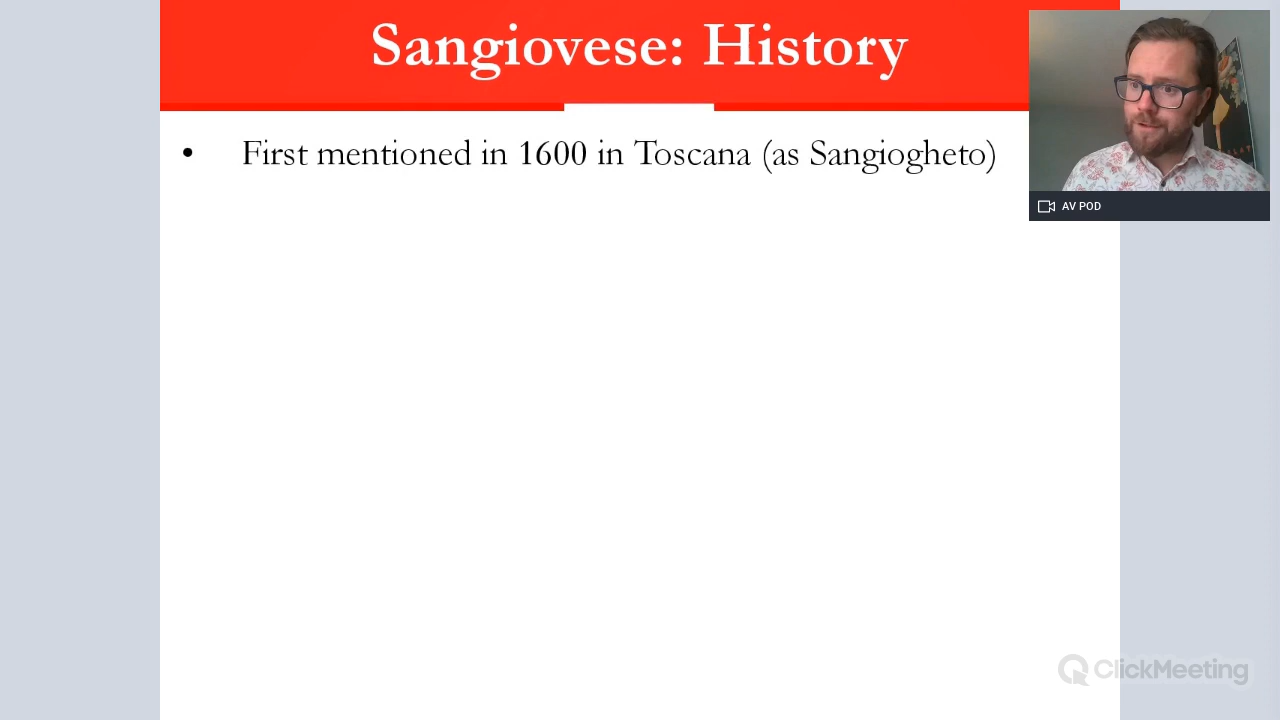 Sangiovese: History
• First mentioned in 1600 in Toscana (as Sangiogheto)
AV POD
ClickMeeting